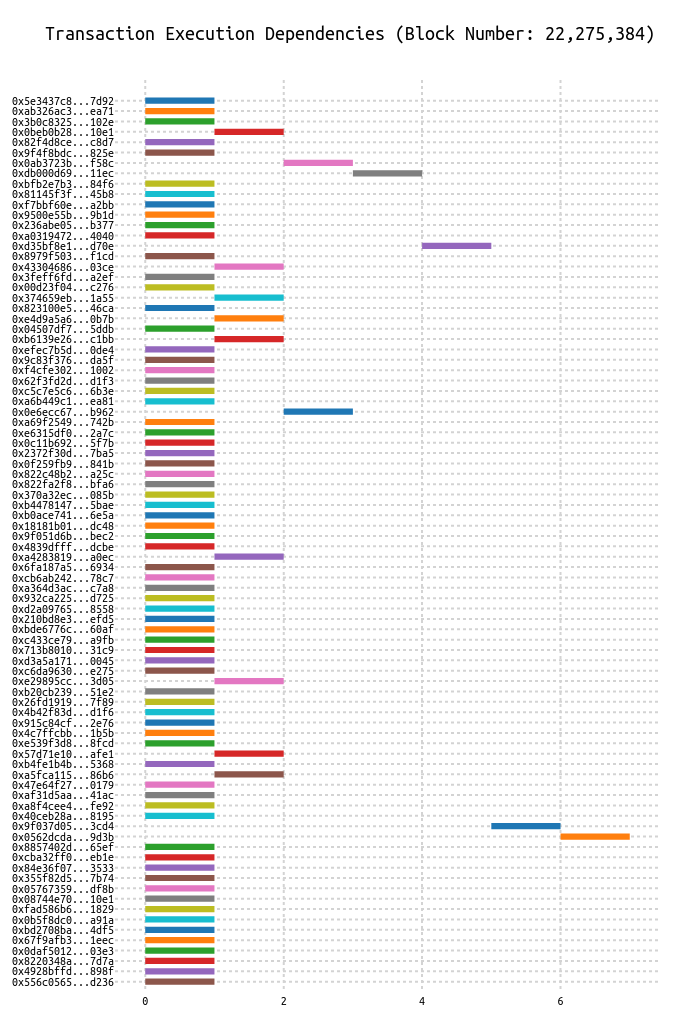 Transaction Execution Dependencies (Block Number: 22,275,384)
0x5e3437c8...7d92
0xab326ac3...ea71
0x3b0c8325...102e
0x0beb0b28...10e1
0x82f4d8ce...c8d7
0x9f4f8bdc...825e
0x0ab3723b...f58c
0xdb000d69...11ec
0xbfb2e7b3...84f6
0x81145f3f...45b8
0xf7bbf60e...a2bb
0x9500e55b...9b1d
0x236abe05...b377
0xa0319472...4040
0xd35bf8e1...d70e
0x8979f503...f1cd
0x43304686...03ce
0x3feff6fd...a2ef
0x00d23f04...c276
0x374659eb...1a55
0x823100e5...46ca
0xe4d9a5a6...0b7b
0x04507df7...5ddb
0xb6139e26...c1bb
0xefec7b5d...0de4
0x9c83f376...da5f
0xf4cfe302...1002
0x62f3fd2d...d1f3
0xc5c7e5c6...6b3e
0xa6b449c1...ea81
0x0e6ecc67...b962
0xa69f2549...742b
0xe6315df0...2a7c
0x0c11b692...5f7b
0x2372f30d...7ba5
0x0f259fb9...841b
0x822c48b2...a25c
0x822fa2f8...bfa6
0x370a32ec...085b
0xb4478147...5bae
0xb0ace741...6e5a
0x18181b01...dc48
0x9f051d6b...bec2
0x4839dfff...dcbe
0xa4283819...a0ec
0x6fa187a5...6934
0xcb6ab242...78c7
0xa364d3ac...c7a8
0x932ca225...d725
0xd2a09765...8558
0x210bd8e3...efd5
0xbde6776c...60af
0xc433ce79...a9fb
0x713b8010...31c9
0xd3a5a171...0045
0xc6da9630...e275
0xe29895cc...3d05
0xb20cb239...51e2
0x26fd1919...7f89
0x4b42f83d...d1f6
0x915c84cf...2e76
0x4c7ffcbb...1b5b
0xe539f3d8...8fcd
0x57d71e10...afe1
0xb4fe1b4b...5368
0xa5fca115...86b6
0x47e64f27...0179
0xaf31d5aa...41ac
0xa8f4cee4...fe92
0x40ceb28a...8195
0x9f037d05...3cd4
0x0562dcda...9d3b
0x8857402d...65ef
0xcba32ff0...eb1e
0x84e36f07...3533
0x355f82d5...7b74
0x05767359...df8b
0x08744e70...10e1
0xfad586b6...1829
0x0b5f8dc0...a91a
0xbd2708ba...4df5
0x67f9afb3...1eec
0x0daf5012...03e3
0x8220348a...7d7a
0x4928bffd...898f
0x556c0565...d236
0 2 4 6